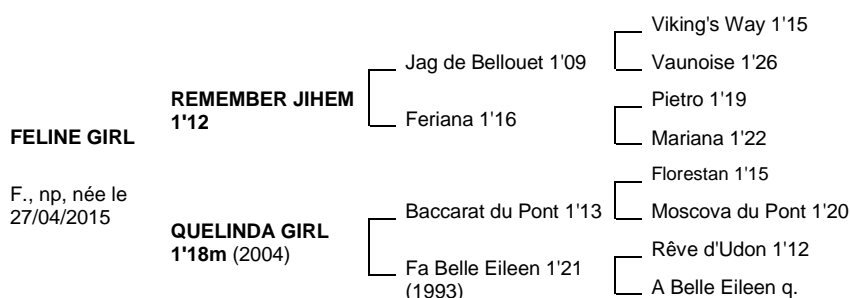 FELINE GIRL
F., np, née le
27/04/2015
REMEMBER JIHEM
1'12
QUELINDA GIRL
1'18m (2004)
Jag de Bellouet 1'09
Feriana 1'16
Baccarat du Pont 1'13
Fa Belle Eileen 1'21
(1993)
Viking's Way 1'15
Vaunoise 1'26
Pietro 1'19
Mariana 1'22
Florestan 1'15
Moscova du Pont 1'20
Rêve d'Udon 1'12
A Belle Eileen q.